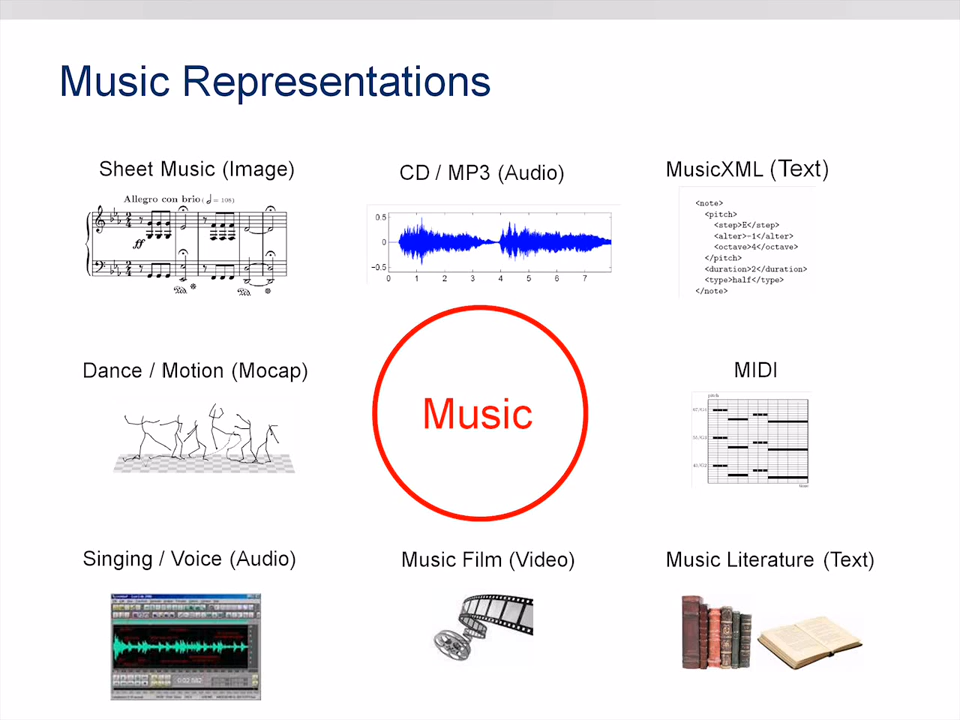 Music Representations
Sheet Music (Image)
CD / MP3 (Audio)
MusicXML (Text)
Allegro con brio ( = 108)
ff
0.5
0
−0.5
0 1 2 3 4 5 6 7
<note>
<pitch>
<step>E</step>
<alter>-1</alter>
<octave>4</octave>
</pitch>
<duration>2</duration>
<type>half</type>
</note>
Dance / Motion (Mocap)
Music
MIDI
pitch
Singing / Voice (Audio)
Music Film (Video)
Music Literature (Text)